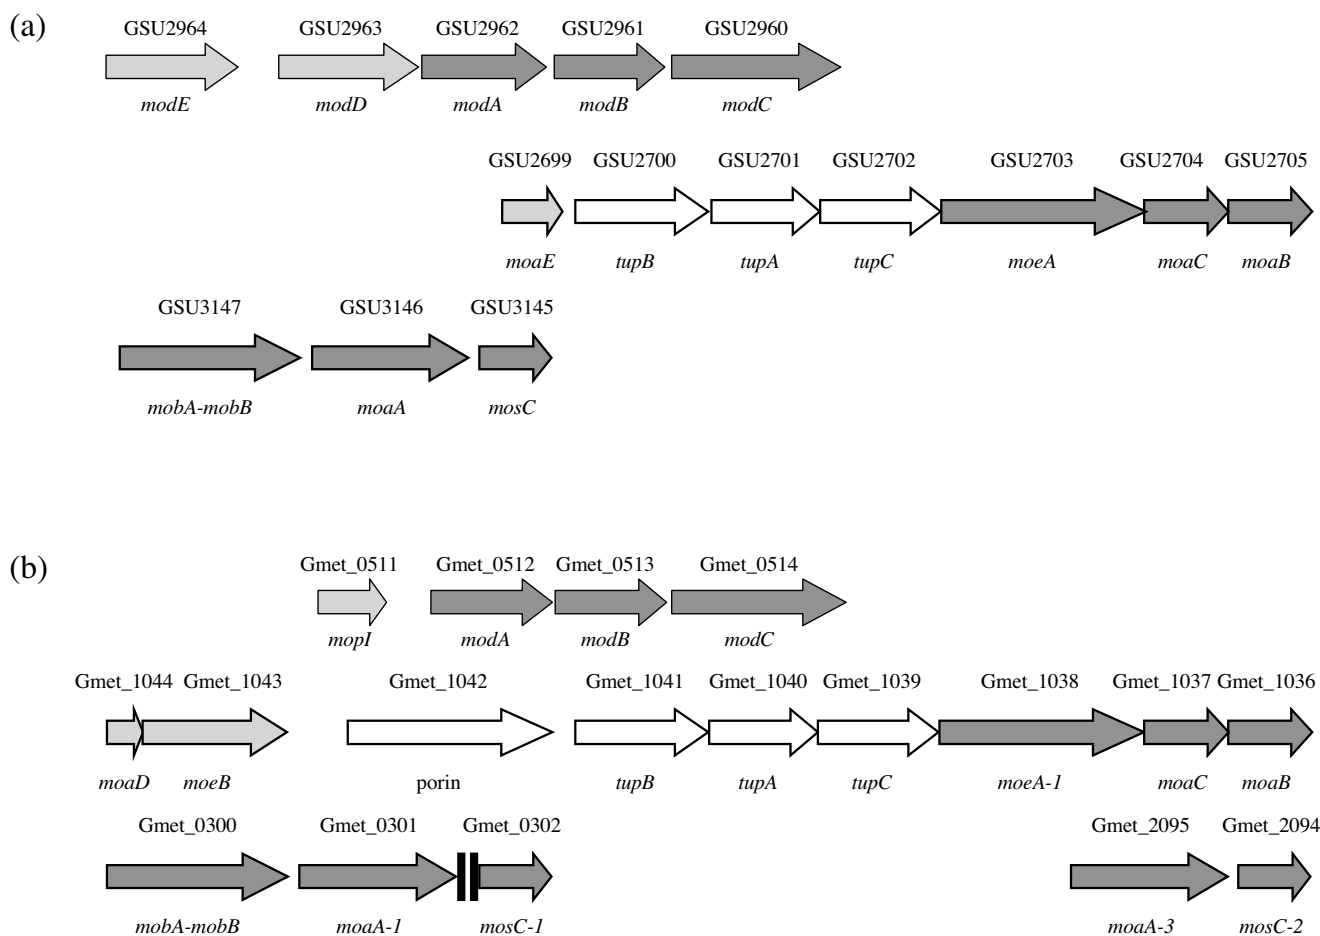 (a)
GSU2964 GSU2963 GSU2962 GSU2961 GSU2960
modE modD modA modB modC
GSU2699 GSU2700 GSU2701 GSU2702 GSU2703 GSU2704 GSU2705
moaE tupB tupA tupC moeA moaC moaB
GSU3147 GSU3146 GSU3145
mobA-mobB moaA mosC
(b)
Gmet_0511 Gmet_0512 Gmet_0513 Gmet_0514
mopI modA modB modC
Gmet_1044 Gmet_1043 Gmet_1042 Gmet_1041 Gmet_1040 Gmet_1039 Gmet_1038 Gmet_1037 Gmet_1036
moaD moeB porin tupB tupA tupC moeA-1 moaC moaB
Gmet_0300 Gmet_0301 Gmet_0302 Gmet_2095 Gmet_2094
mobA-mobB moaA-1 mosC-1 moaA-3 mosC-2